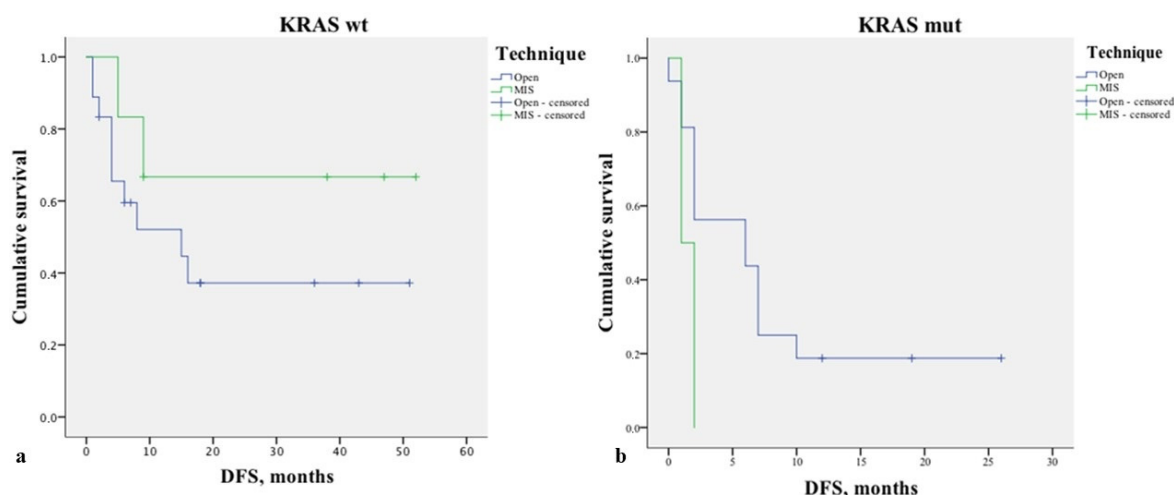 KRAS wt
Technique
Open
MIS
Open - censored
MIS - censored
Cumulative survival
1.0
0.8
0.6
0.4
0.2
0.0
0 10 20 30 40 50 60
DFS, months
a
KRAS mut
Technique
Open
MIS
Open - censored
MIS - censored
Cumulative survival
1.0
0.8
0.6
0.4
0.2
0.0
0 5 10 15 20 25 30
DFS, months
b